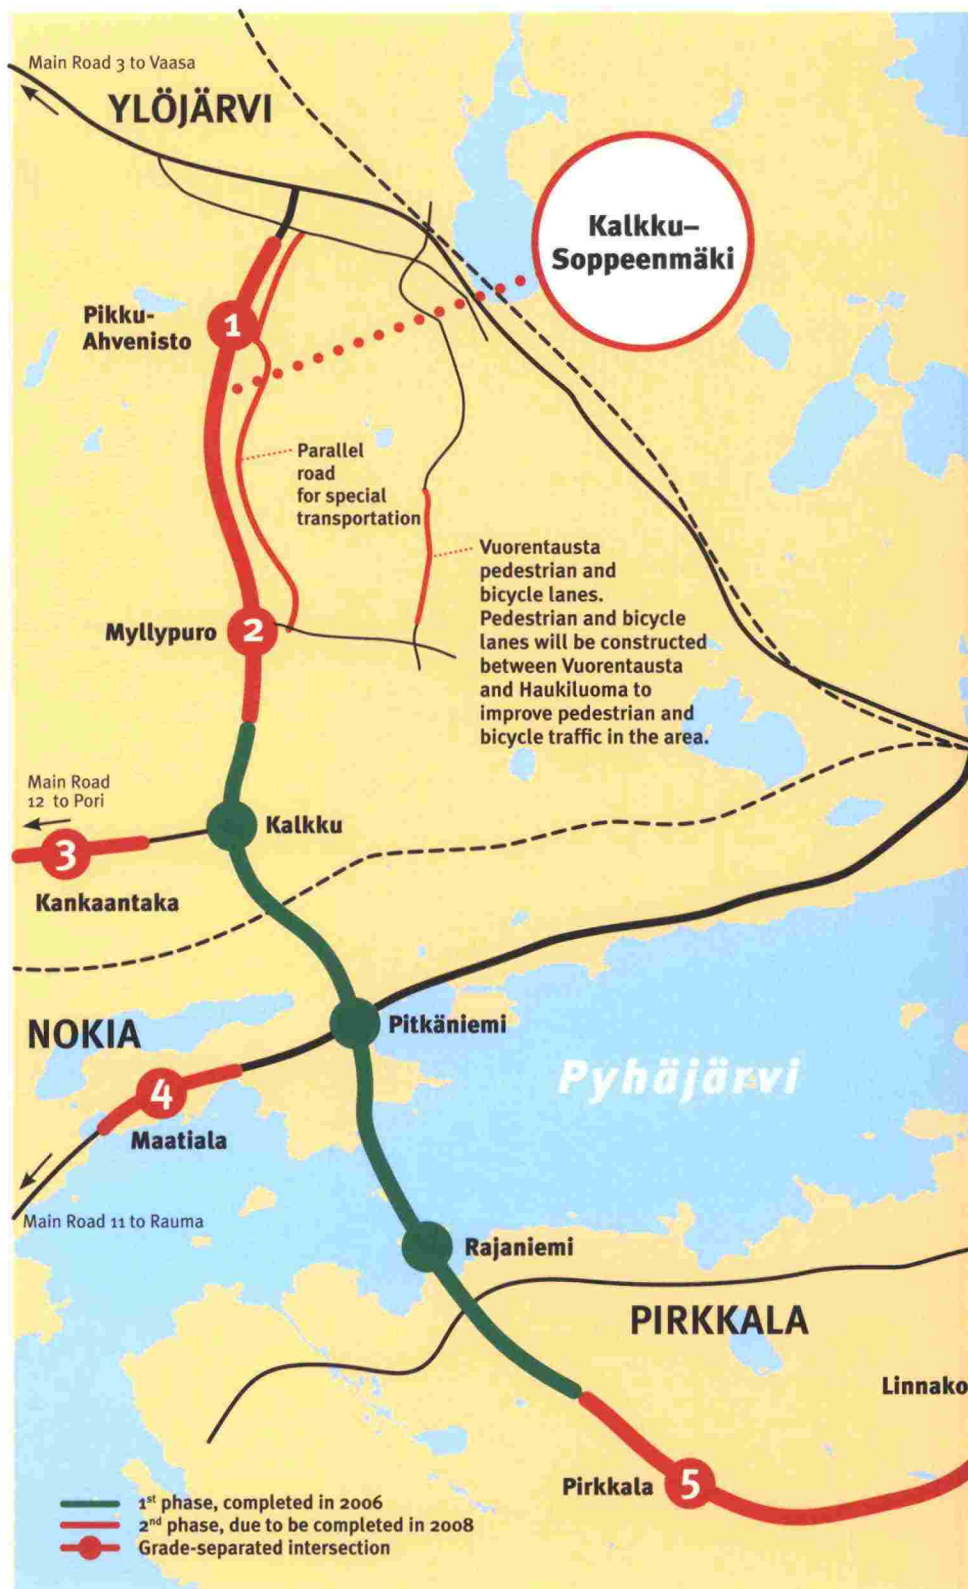 Main Road 3 to Vaasa
YLÖJÄRVI
Kalkku–
Soppeenmäki
Pikku-
Ahvenisto
1
Parallel
road
for special
transportation
Vuorentausta
pedestrian and
bicycle lanes.
Pedestrian and bicycle
lanes will be constructed
between Vuorentausta
and Haukiluoma to
improve pedestrian and
bicycle traffic in the area.
Myllypuro
2
Main Road
12 to Pori
Kalkku
3
Kankaantaka
NOKIA
Pitkäniemi
Pyhäjärvi
4
Maatiala
Main Road 11 to Rauma
Rajaniemi
PIRKKALA
Linnako
Pirkkala
5
1st phase, completed in 2006
2nd phase, due to be completed in 2008
Grade-separated intersection